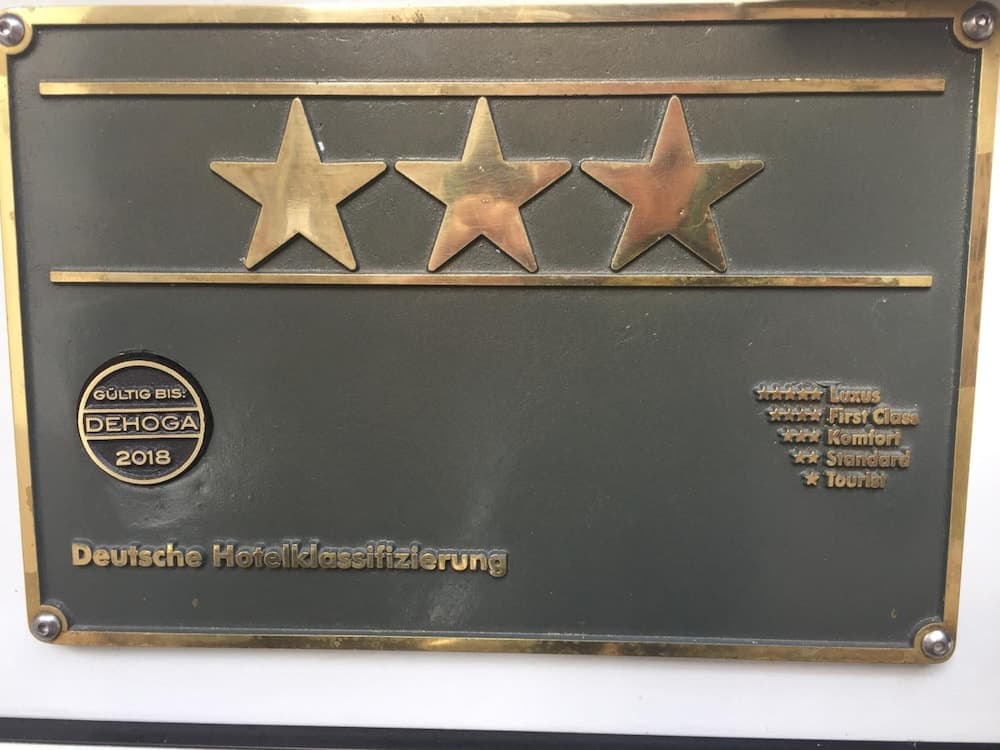 GÜLTIG BIS:
DEHOGA
2018
Luxus
First Class
Komfort
Standard
Tourist
Deutsche Hotelklassifizierung